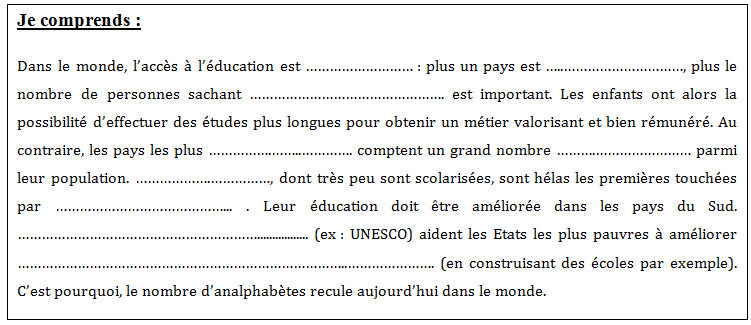 Je comprends :
Dans le monde, l’accès à l’éducation est ……………………… : plus un pays est …..…………………………, plus le
nombre de personnes sachant …………………………………………. est important. Les enfants ont alors la
possibilité d’effectuer des études plus longues pour obtenir un métier valorisant et bien rémunéré. Au
contraire, les pays les plus ……………..……..…………. comptent un grand nombre ……………………………. parmi
leur population. ……………..……………, dont très peu sont scolarisées, sont hélas les premières touchées
par …………………………………….. . Leur éducation doit être améliorée dans les pays du Sud.
……………………………………………………................. (ex : UNESCO) aident les Etats les plus pauvres à améliorer
………………………………………………………………………..…………………. (en construisant des écoles par exemple).
C’est pourquoi, le nombre d’analphabètes recule aujourd’hui dans le monde.